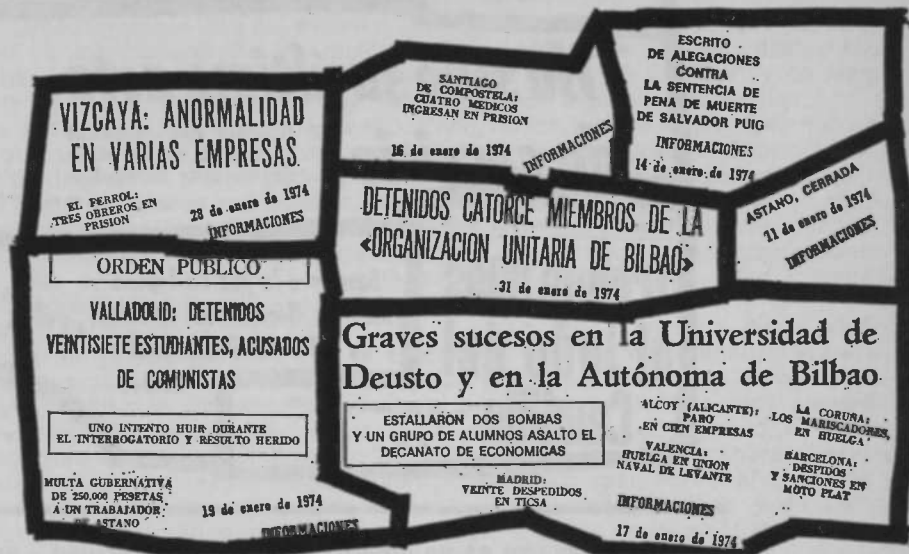 VIZCAYA: ANORMALIDAD
EN VARIAS EMPRESAS
EL FERROL:
TRES OBREROS EN
PRISION
28 de enero de 1974
INFORMACIONES
SANTIAGO
DE COMPOSTELA:
CUATRO MEDICOS
INGRESAN EN PRISION
16 de enero de 1974
INFORMACIONES
ESCRITO
DE ALEGACIONES
CONTRA
LA SENTENCIA DE
PENA DE MUERTE
DE SALVADOR PUIG
INFORMACIONES
14 de enero de 1974
DETENIDOS CATORCE MIEMBROS DE LA
«ORGANIZACION UNITARIA DE BILBAO»
31 de enero de 1974
ASTANO, CERRADA
11 de enero de 1974
INFORMACIONES
ORDEN PUBLICO
VALLADOLID: DETENIDOS
VEINTISIETE ESTUDIANTES, ACUSADOS
DE COMUNISTAS
UNO INTENTO HUIR DURANTE
EL INTERROGATORIO Y RESULTO HERIDO
MULTA GUBERNATIVA
DE 250.000 PESETAS
A UN TRABAJADOR
DE ASTANO
19 de enero de 1974
INFORMACIONES
Graves sucesos en la Universidad de
Deusto y en la Autónoma de Bilbao
ESTALLARON DOS BOMBAS
Y UN GRUPO DE ALUMNOS ASALTO EL
DECANATO DE ECONOMICAS
MADRID:
VEINTE DESPEDIDOS
EN TICSA
ALCOY (ALICANTE):
PARO
EN CIEN EMPRESAS
VALENCIA:
HUELGA EN UNION
NAVAL DE LEVANTE
INFORMACIONES
17 de enero de 1974
LA CORUÑA:
LOS MARISCADORES,
EN HUELGA
BARCELONA:
DESPIDOS
Y SANCIONES EN
MOTO PLAT